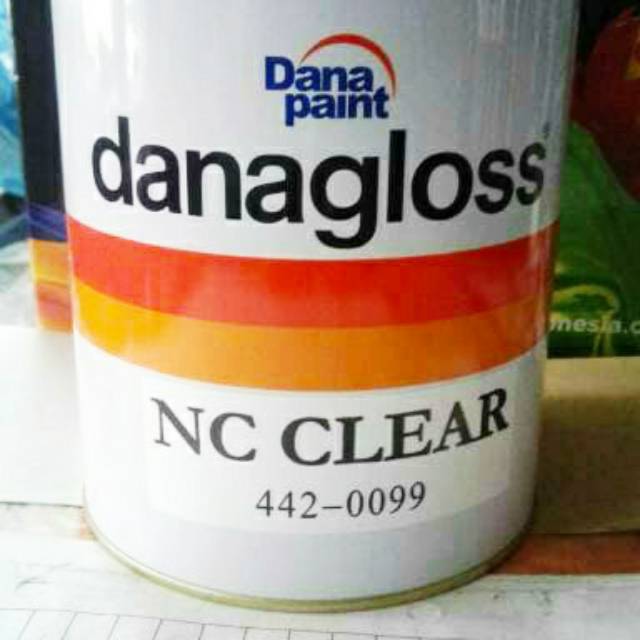 Dana
paint
danagloss®
NC CLEAR
442-0099